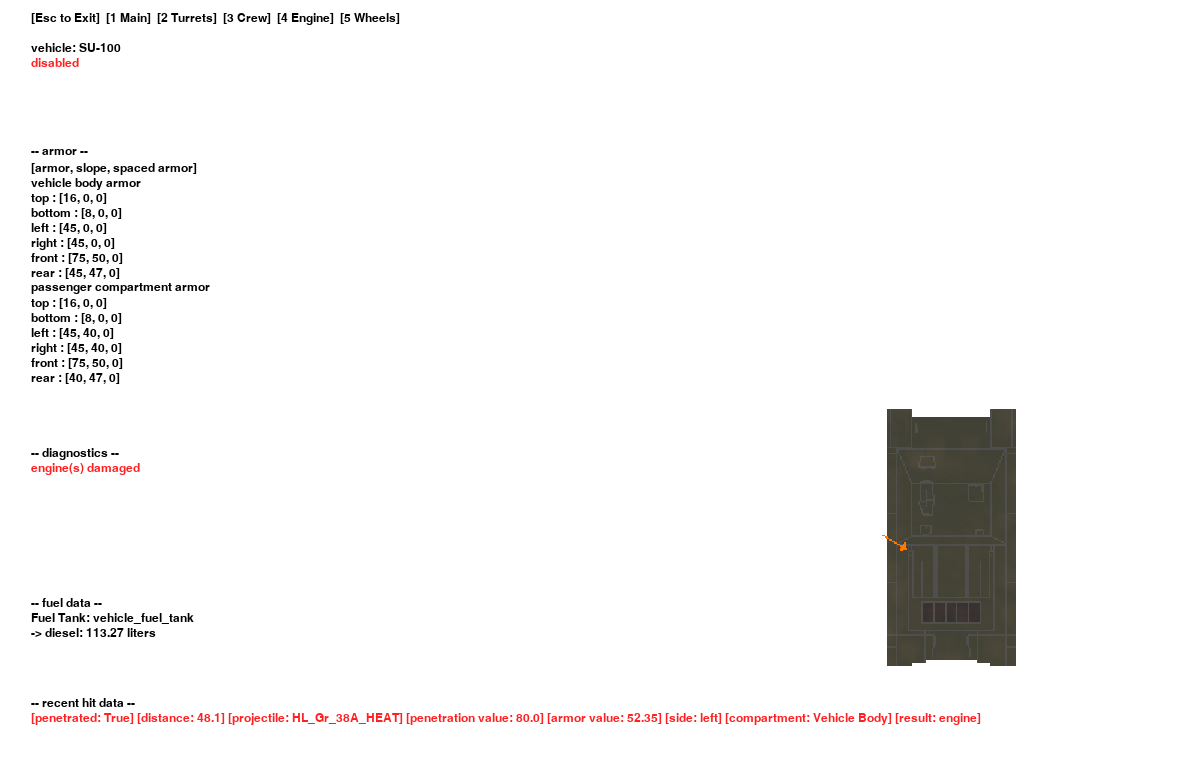 [Esc to Exit] [1 Main] [2 Turrets] [3 Crew] [4 Engine] [5 Wheels]
vehicle: SU-100
disabled
-- armor --
[armor, slope, spaced armor]
vehicle body armor
top : [16, 0, 0]
bottom : [8, 0, 0]
left : [45, 0, 0]
right : [45, 0, 0]
front : [75, 50, 0]
rear : [45, 47, 0]
passenger compartment armor
top : [16, 0, 0]
bottom : [8, 0, 0]
left : [45, 40, 0]
right : [45, 40, 0]
front : [75, 50, 0]
rear : [40, 47, 0]
-- diagnostics --
engine(s) damaged
-- fuel data --
Fuel Tank: vehicle_fuel_tank
-> diesel: 113.27 liters
-- recent hit data --
[penetrated: True] [distance: 48.1] [projectile: HL_Gr_38A_HEAT] [penetration value: 80.0] [armor value: 52.35] [side: left] [compartment: Vehicle Body] [result: engine]